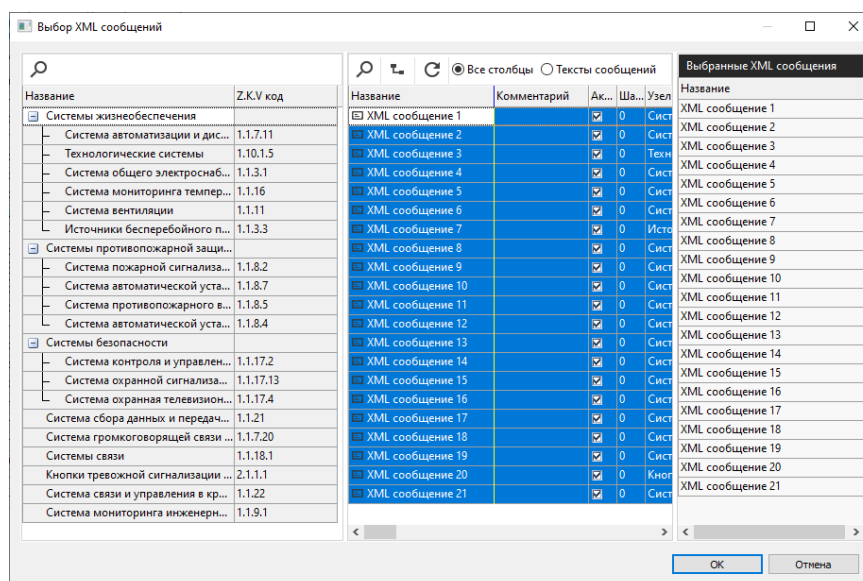 Выбор XML сообщений
Название Z.K.V код
Системы жизнеобеспечения
Система автоматизации и дис... 1.1.7.11
Технологические системы 1.10.1.5
Система общего электроснаб... 1.1.3.1
Система мониторинга темпер... 1.1.16
Система вентиляции 1.1.11
Источники бесперебойного п... 1.1.3.3
Системы противопожарной защи...
Система пожарной сигнализа... 1.1.8.2
Система автоматической уста... 1.1.8.7
Система противопожарного в... 1.1.8.5
Система автоматической уста... 1.1.8.4
Системы безопасности
Система контроля и управлен... 1.1.17.2
Система охранной сигнализа... 1.1.17.13
Система охранная телевизион... 1.1.17.4
Система сбора данных и передач... 1.1.21
Система громкоговорящей связи ... 1.1.7.20
Системы связи 1.1.18.1
Кнопки тревожной сигнализации ... 2.1.1.1
Система связи и управления в кр... 1.1.22
Система мониторинга инженерн... 1.1.9.1
Все столбцы Тексты сообщений
Название Комментарий Ак... Ша... Узел
XML сообщение 1 0 Сист
XML сообщение 2 0 Сист
XML сообщение 3 0 Техн
XML сообщение 4 0 Сист
XML сообщение 5 0 Сист
XML сообщение 6 0 Сист
XML сообщение 7 0 Исто
XML сообщение 8 0 Сист
XML сообщение 9 0 Сист
XML сообщение 10 0 Сист
XML сообщение 11 0 Сист
XML сообщение 12 0 Сист
XML сообщение 13 0 Сист
XML сообщение 14 0 Сист
XML сообщение 15 0 Сист
XML сообщение 16 0 Сист
XML сообщение 17 0 Сист
XML сообщение 18 0 Сист
XML сообщение 19 0 Сист
XML сообщение 20 0 Кноп
XML сообщение 21 0 Сист
Выбранные XML сообщения
Название
XML сообщение 1
XML сообщение 2
XML сообщение 3
XML сообщение 4
XML сообщение 5
XML сообщение 6
XML сообщение 7
XML сообщение 8
XML сообщение 9
XML сообщение 10
XML сообщение 11
XML сообщение 12
XML сообщение 13
XML сообщение 14
XML сообщение 15
XML сообщение 16
XML сообщение 17
XML сообщение 18
XML сообщение 19
XML сообщение 20
XML сообщение 21
OK Отмена